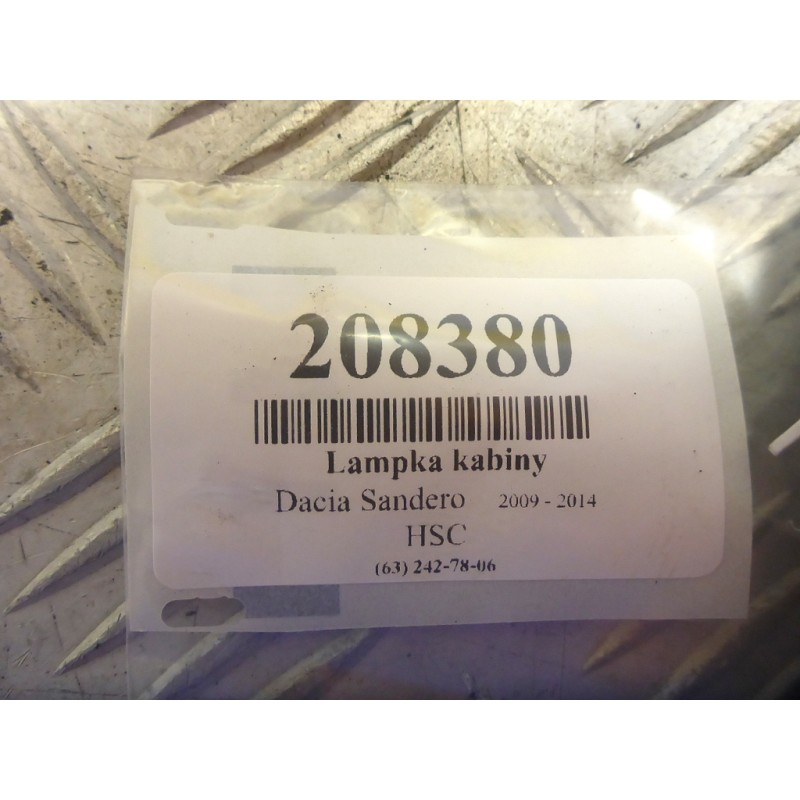 208380
Lampka kabiny
Dacia Sandero 2009 - 2014
HSC
(63) 242-78-06